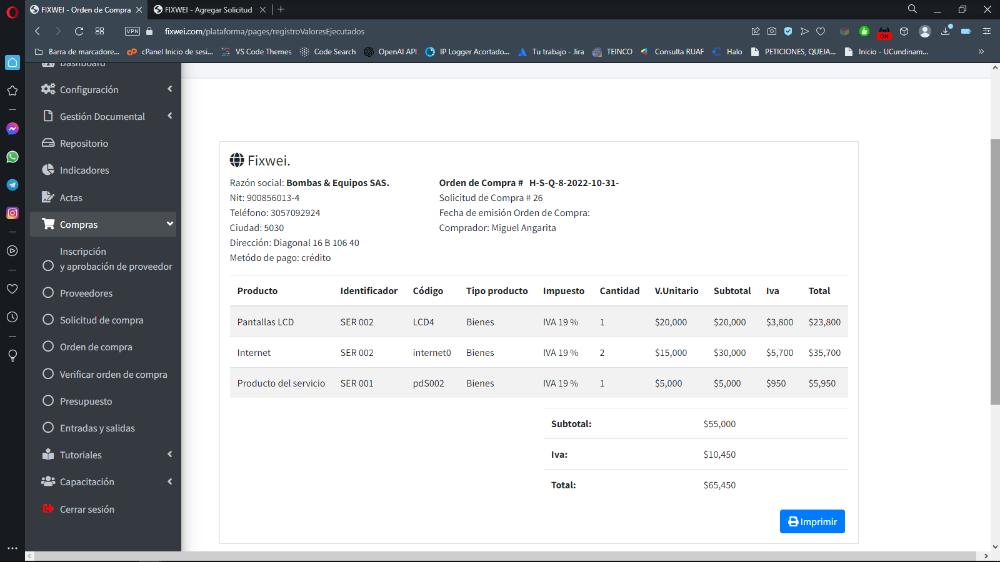 FIXWEI - Orden de Compra
FIXWEI - Agregar Solicitud
VPN
fixwei.com/plataforma/pages/registroValoresEjecutados
ON
Barra de marcadore...
cPanel Inicio de sesi...
VS Code Themes
Code Search
OpenAI API
IP Logger Acortado...
Tu trabajo - Jira
TEINCO
Consulta RUAF
Halo
PETICIONES, QUEJA...
Inicio - UCundinam...
Dashboard
Configuración
Gestión Documental
Repositorio
Indicadores
Actas
Compras
Inscripción
y aprobación de proveedor
Proveedores
Solicitud de compra
Orden de compra
Verificar orden de compra
Presupuesto
Entradas y salidas
Tutoriales
Capacitación
Cerrar sesión
Fixwei.
Razón social: Bombas & Equipos SAS.
Nit: 900856013-4
Teléfono: 3057092924
Ciudad: 5030
Dirección: Diagonal 16 B 106 40
Metódo de pago: crédito
Orden de Compra # H-S-Q-8-2022-10-31-
Solicitud de Compra # 26
Fecha de emisión Orden de Compra:
Comprador: Miguel Angarita
Producto Identificador Código Tipo producto Impuesto Cantidad V.Unitario Subtotal Iva Total
Pantallas LCD SER 002 LCD4 Bienes IVA 19 % 1 $20,000 $20,000 $3,800 $23,800
Internet SER 002 internet0 Bienes IVA 19 % 2 $15,000 $30,000 $5,700 $35,700
Producto del servicio SER 001 pdS002 Bienes IVA 19 % 1 $5,000 $5,000 $950 $5,950
Subtotal: $55,000
Iva: $10,450
Total: $65,450
Imprimir